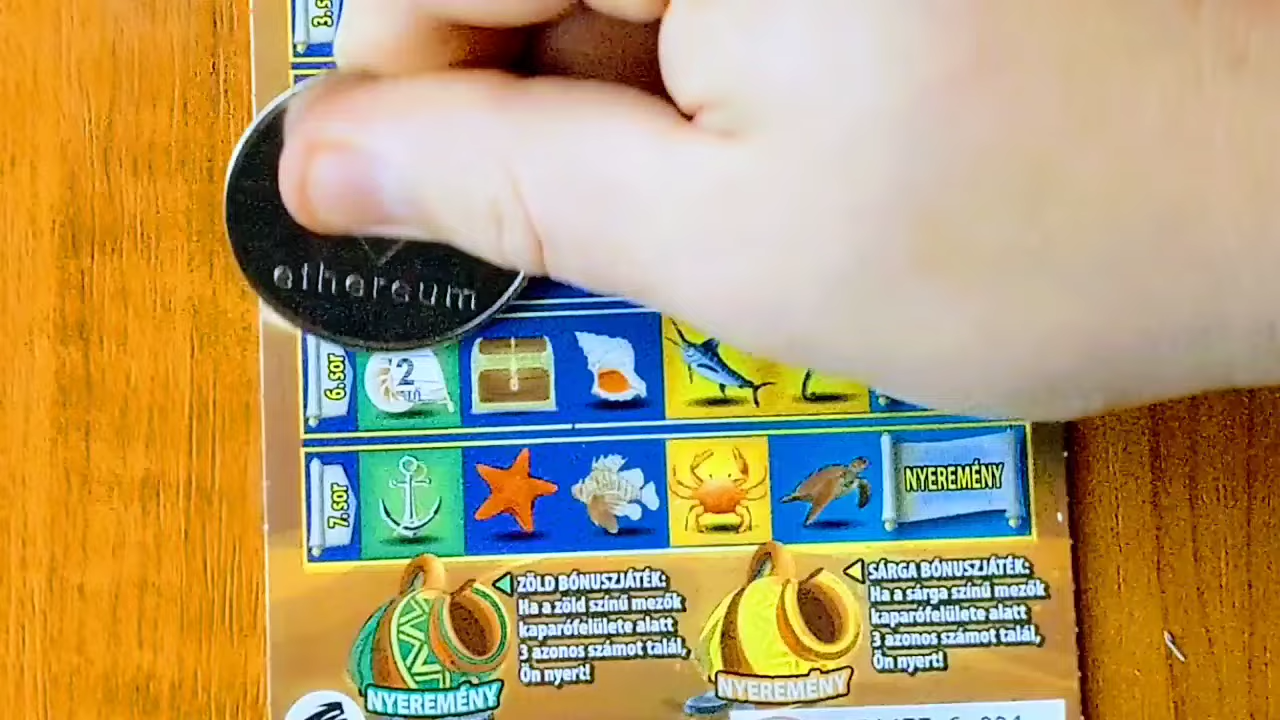 3.s
ethereum
6.sor
2
7.sor
NYEREMÉNY
ZÖLD BÓNUSZJÁTÉK:
Ha a zöld színű mezők
kaparófelülete alatt
3 azonos számot talál,
Ön nyert!
NYEREMÉNY
SÁRGA BÓNUSZJÁTÉK:
Ha a sárga színű mezők
kaparófelülete alatt
3 azonos számot talál,
Ön nyert!
NYEREMÉNY